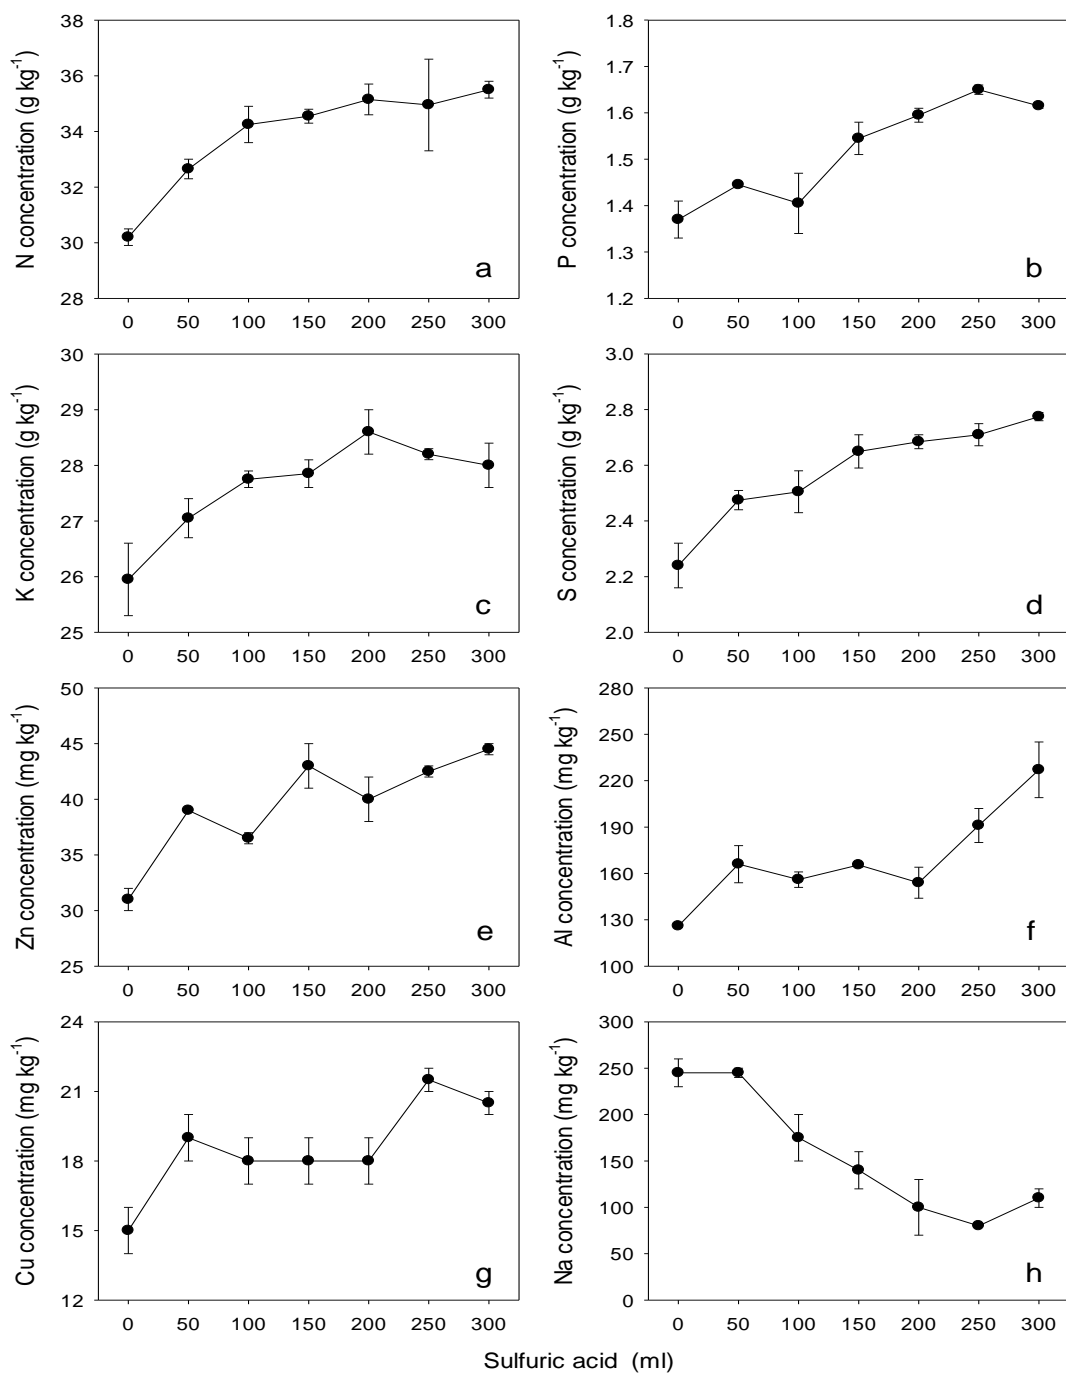 N concentration (g kg⁻¹)
38
36
34
32
30
28
a
0 50 100 150 200 250 300
P concentration (g kg⁻¹)
1.8
1.7
1.6
1.5
1.4
1.3
1.2
b
0 50 100 150 200 250 300
K concentration (g kg⁻¹)
30
29
28
27
26
25
c
0 50 100 150 200 250 300
S concentration (g kg⁻¹)
3.0
2.8
2.6
2.4
2.2
2.0
d
0 50 100 150 200 250 300
Zn concentration (mg kg⁻¹)
50
45
40
35
30
25
e
0 50 100 150 200 250 300
Al concentration (mg kg⁻¹)
280
250
220
190
160
130
100
f
0 50 100 150 200 250 300
Cu concentration (mg kg⁻¹)
24
21
18
15
12
g
0 50 100 150 200 250 300
Na concentration (mg kg⁻¹)
300
250
200
150
100
50
0
h
0 50 100 150 200 250 300
Sulfuric acid (ml)